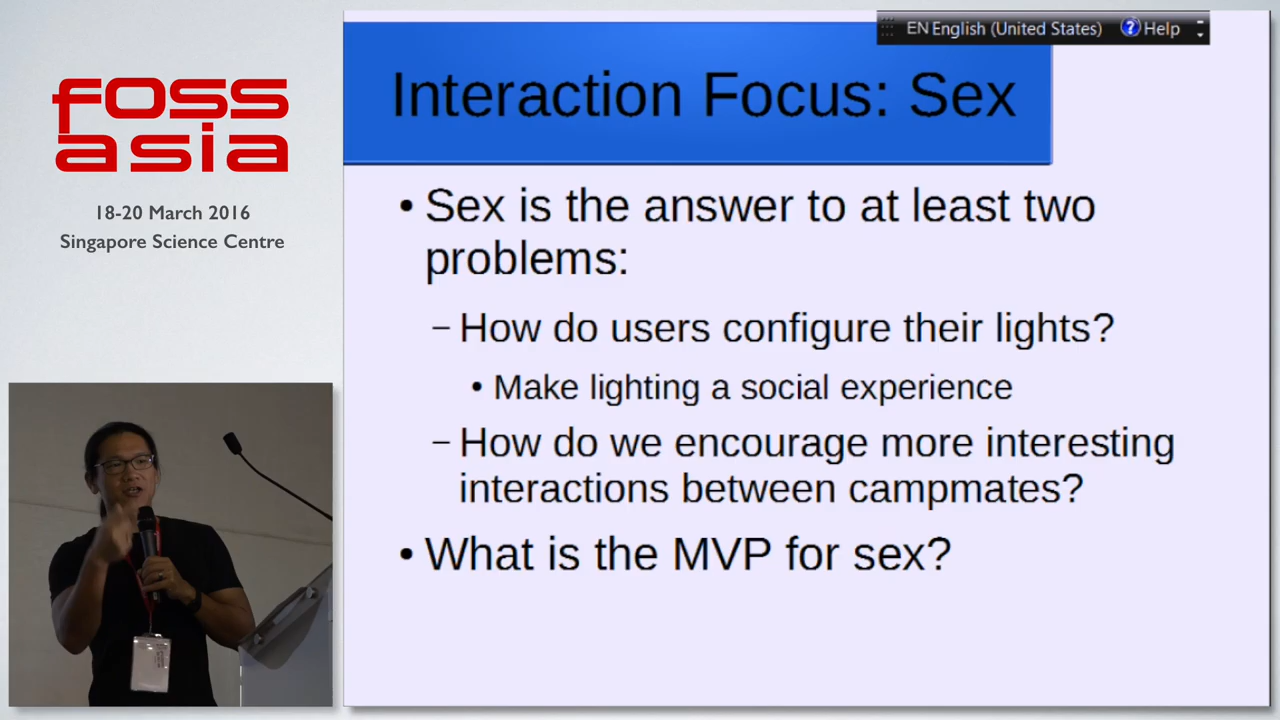 foss
asia
18-20 March 2016
Singapore Science Centre
EN English (United States) ? Help
Interaction Focus: Sex
• Sex is the answer to at least two
problems:
– How do users configure their lights?
• Make lighting a social experience
– How do we encourage more interesting
interactions between campmates?
• What is the MVP for sex?